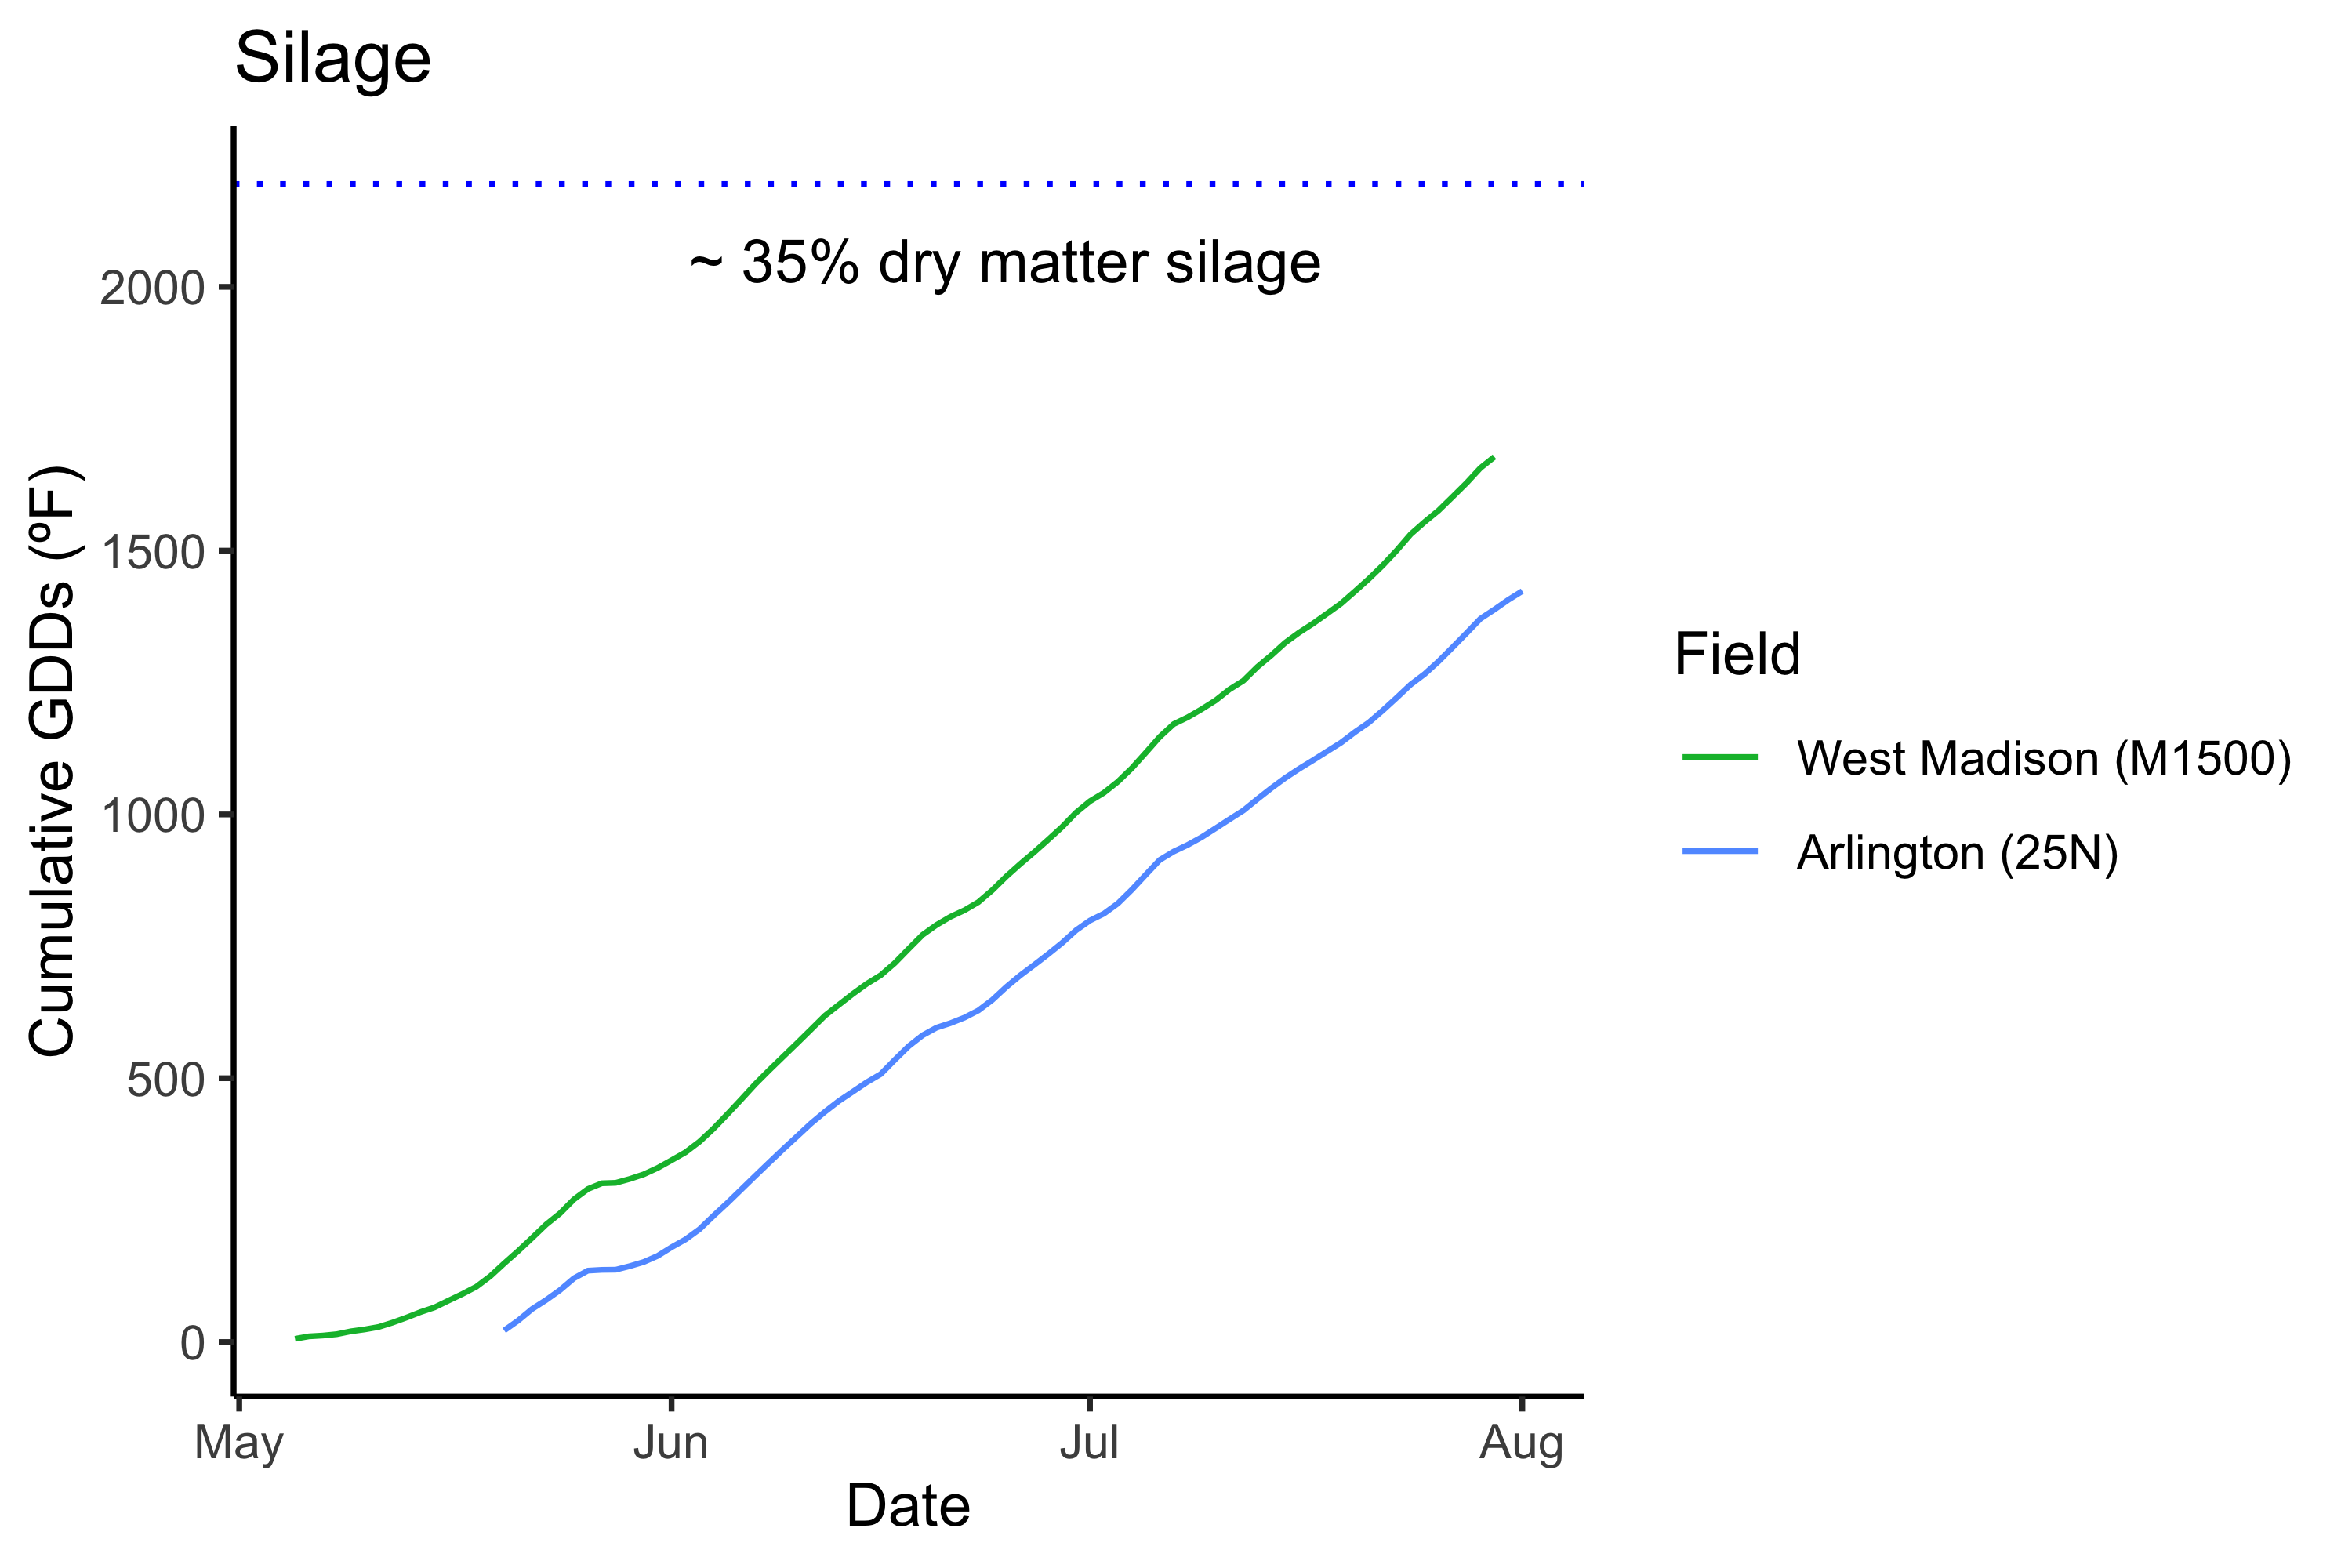 Silage
~ 35% dry matter silage
2000
1500
1000
500
0
Cumulative GDDs (ºF)
May Jun Jul Aug
Date
Field
West Madison (M1500)
Arlington (25N)